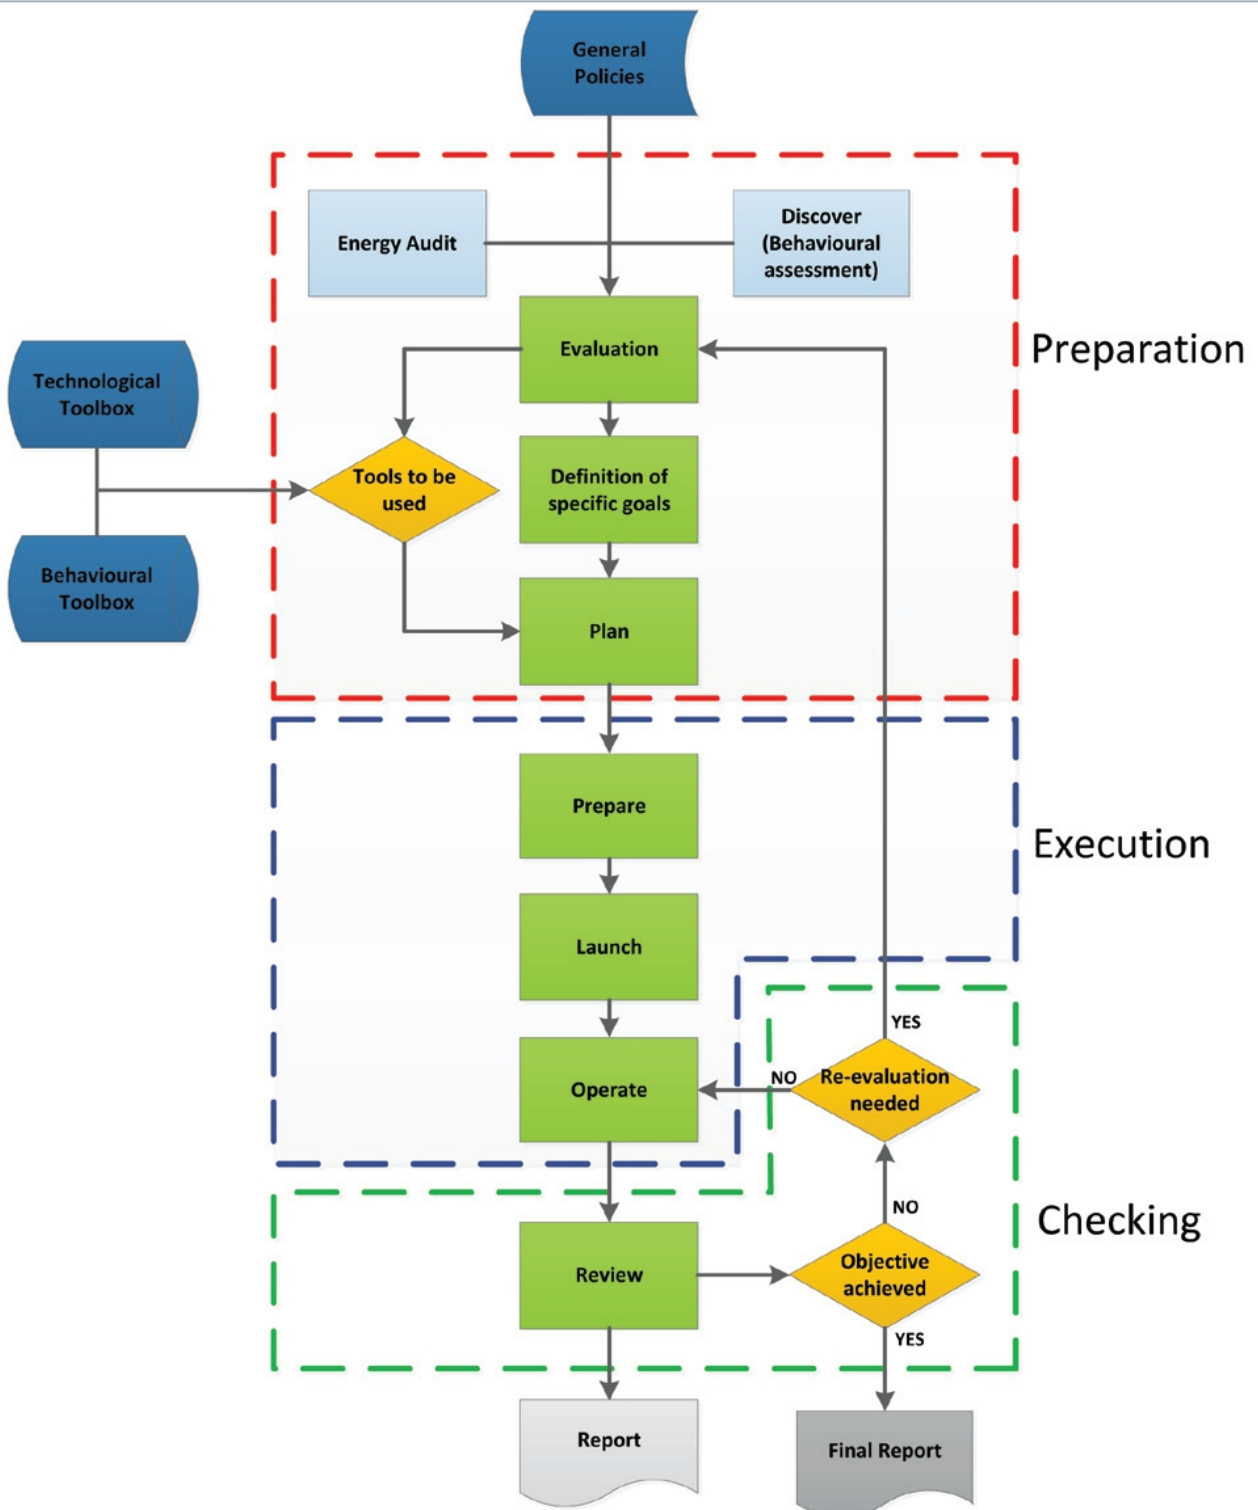 General
Policies
Energy Audit
Discover
(Behavioural
assessment)
Evaluation
Preparation
Technological
Toolbox
Tools to be
used
Definition of
specific goals
Behavioural
Toolbox
Plan
Prepare
Execution
Launch
YES
Operate
NO
Re-evaluation
needed
NO
Checking
Review
Objective
achieved
YES
Report
Final Report